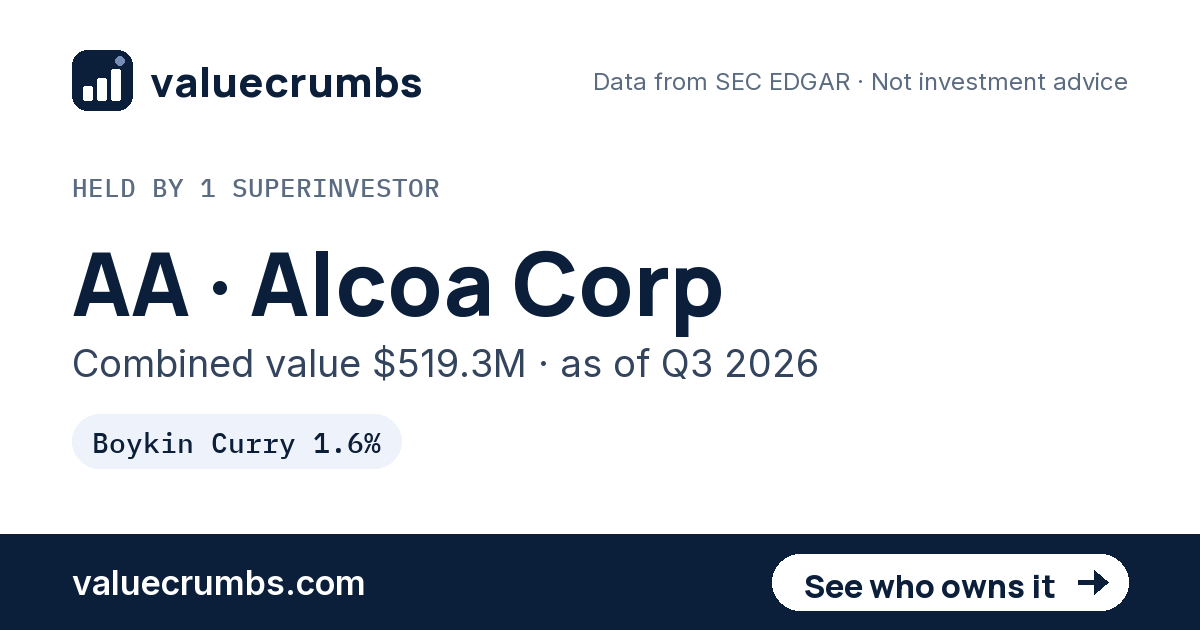 valuecrumbs
Data from SEC EDGAR · Not investment advice
HELD BY 1 SUPERINVESTOR
AA · Alcoa Corp
Combined value $519.3M · as of Q3 2026
Boykin Curry 1.6%
valuecrumbs.com
See who owns it →